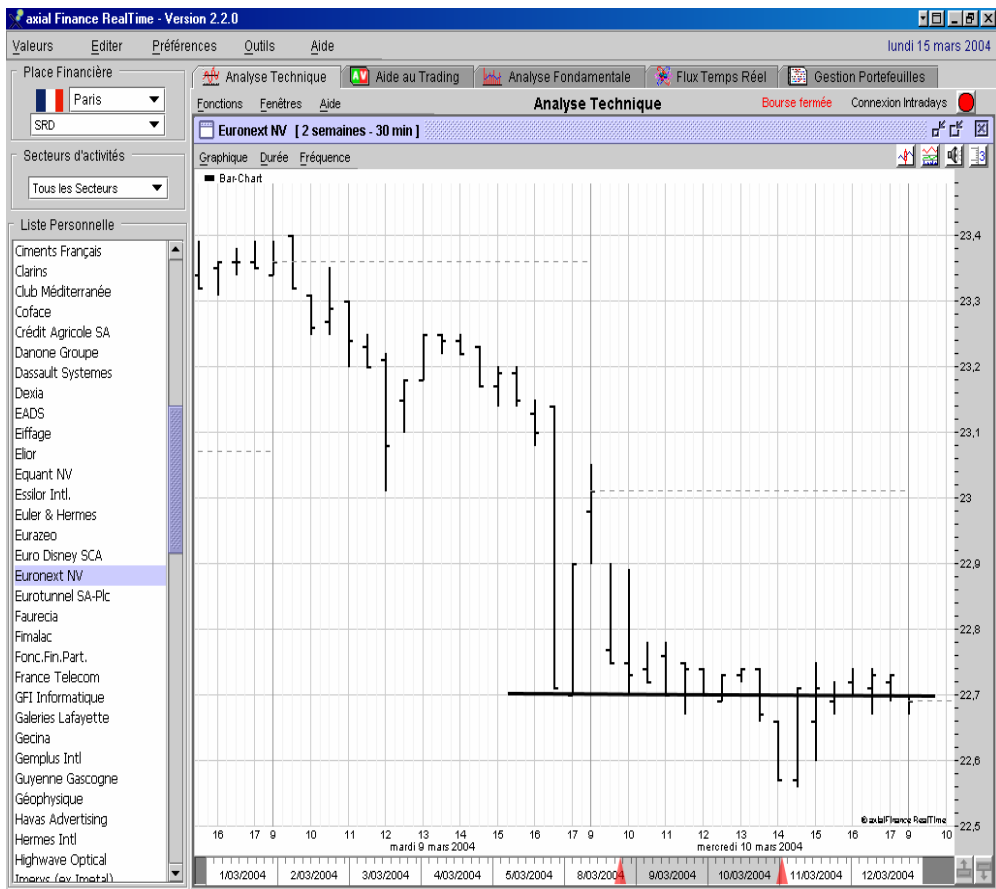 axial Finance RealTime - Version 2.2.0
Valeurs Editer Préférences Outils Aide lundi 15 mars 2004
Place Financière
Paris
SRD
Secteurs d'activités
Tous les Secteurs
Liste Personnelle
Ciments Français
Clarins
Club Méditerranée
Coface
Crédit Agricole SA
Danone Groupe
Dassault Systemes
Dexia
EADS
Eiffage
Elior
Equant NV
Essilor Intl.
Euler & Hermes
Eurazeo
Euro Disney SCA
Euronext NV
Eurotunnel SA-Plc
Faurecia
Fimalac
Fonc.Fin.Part.
France Telecom
GFI Informatique
Galeries Lafayette
Gecina
Gemplus Intl
Guyenne Gascogne
Géophysique
Havas Advertising
Hermes Intl
Highwave Optical
Imerys (ex Imetal)
Analyse Technique Aide au Trading Analyse Fondamentale Flux Temps Réel Gestion Portefeuilles
Fonctions Fenêtres Aide Analyse Technique Bourse fermée Connexion Intradays
Euronext NV [ 2 semaines - 30 min ]
Graphique Durée Fréquence
Bar-Chart
23,4
23,3
23,2
23,1
23
22,9
22,8
22,7
22,6
22,5
© axialFinance RealTime
16 17 9 10 11 12 13 14 15 16 17 9 10 11 12 13 14 15 16 17 9 10
mardi 9 mars 2004 mercredi 10 mars 2004
1/03/2004 2/03/2004 3/03/2004 4/03/2004 5/03/2004 8/03/2004 9/03/2004 10/03/2004 11/03/2004 12/03/2004